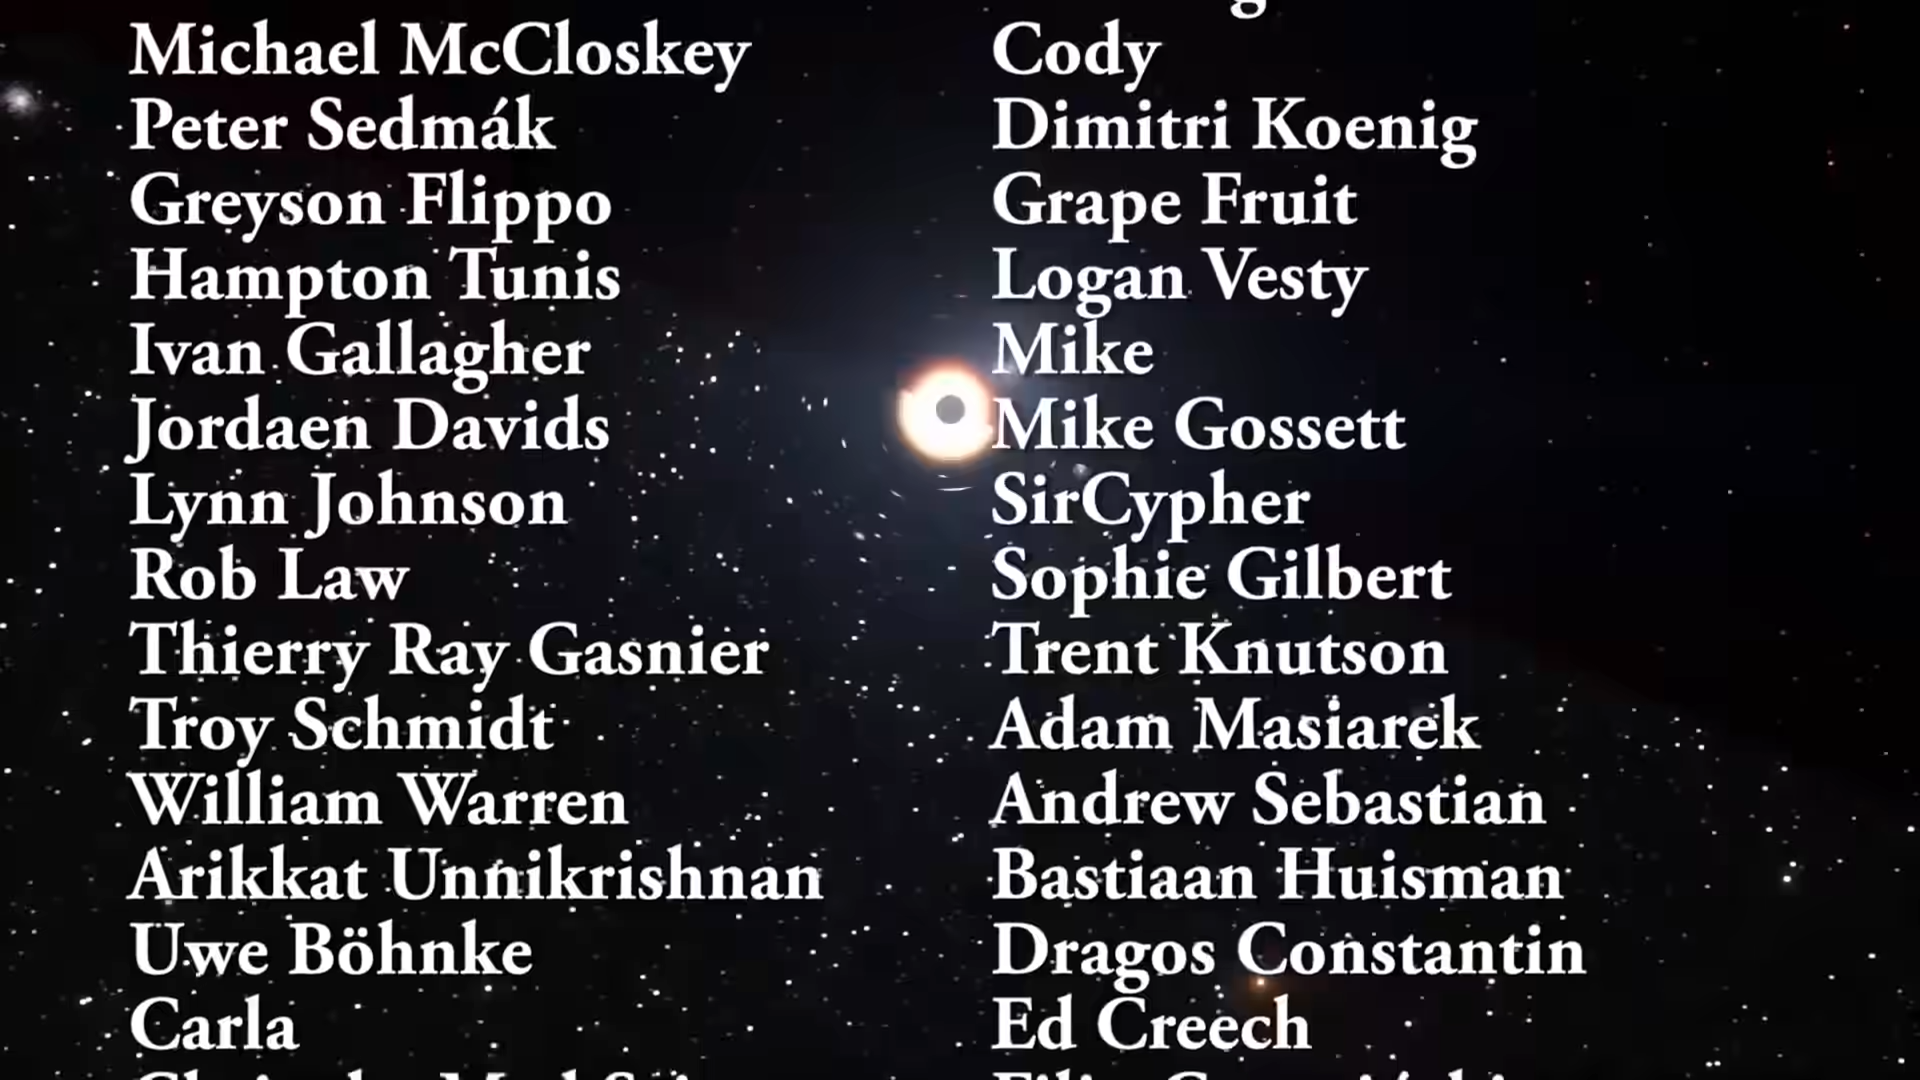 Michael McCloskey
Peter Sedmák
Greyson Flippo
Hampton Tunis
Ivan Gallagher
Jordaen Davids
Lynn Johnson
Rob Law
Thierry Ray Gasnier
Troy Schmidt
William Warren
Arikkat Unnikrishnan
Uwe Böhnke
Carla
Cody
Dimitri Koenig
Grape Fruit
Logan Vesty
Mike
Mike Gossett
SirCypher
Sophie Gilbert
Trent Knutson
Adam Masiarek
Andrew Sebastian
Bastiaan Huisman
Dragos Constantin
Ed Creech